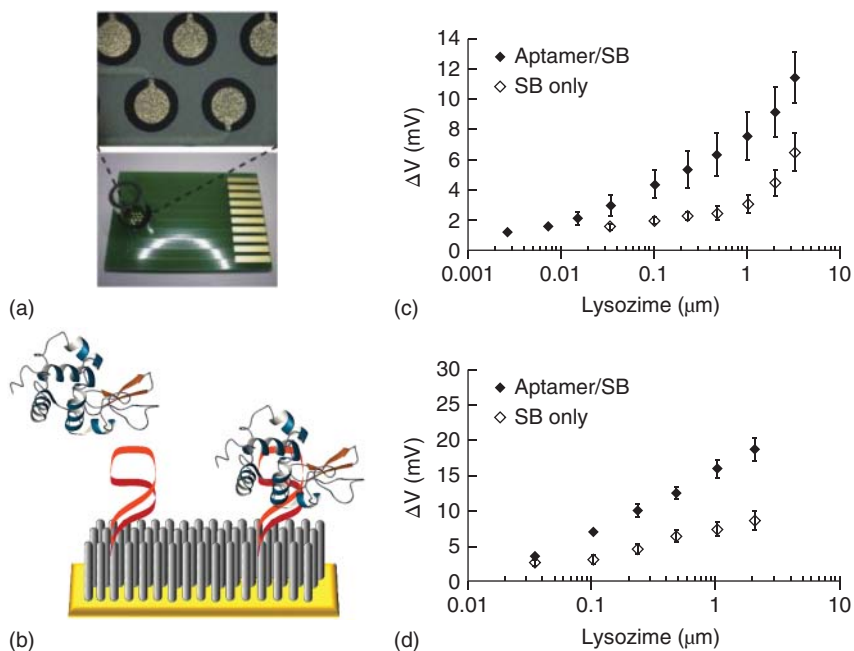 (a)
(b)
Aptamer/SB
SB only
14
12
10
8
6
4
2
0
ΔV (mV)
0.001
0.01
0.1
1
10
Lysozime (μm)
(c)
Aptamer/SB
SB only
30
25
20
15
10
5
0
ΔV (mV)
0.01
0.1
1
10
Lysozime (μm)
(d)